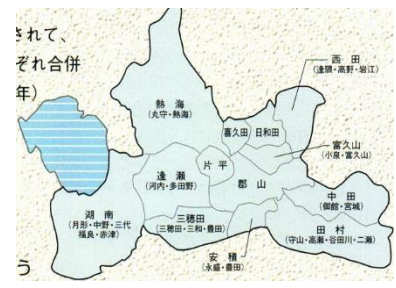 されて、
ぞれ合併
年）
西田
（逢隈・高野・岩江）
熱海
（丸守・熱海）
喜久田
日和田
富久山
（小泉・富久山）
逢瀬
（河内・多田野）
片平
郡山
中田
（御館・宮城）
湖南
（月形・中野・三代
福良・赤津）
三穂田
（三穂田・三和・豊田）
田村
（守山・高瀬・谷田川・二瀬）
安積
（永盛・豊田）
う